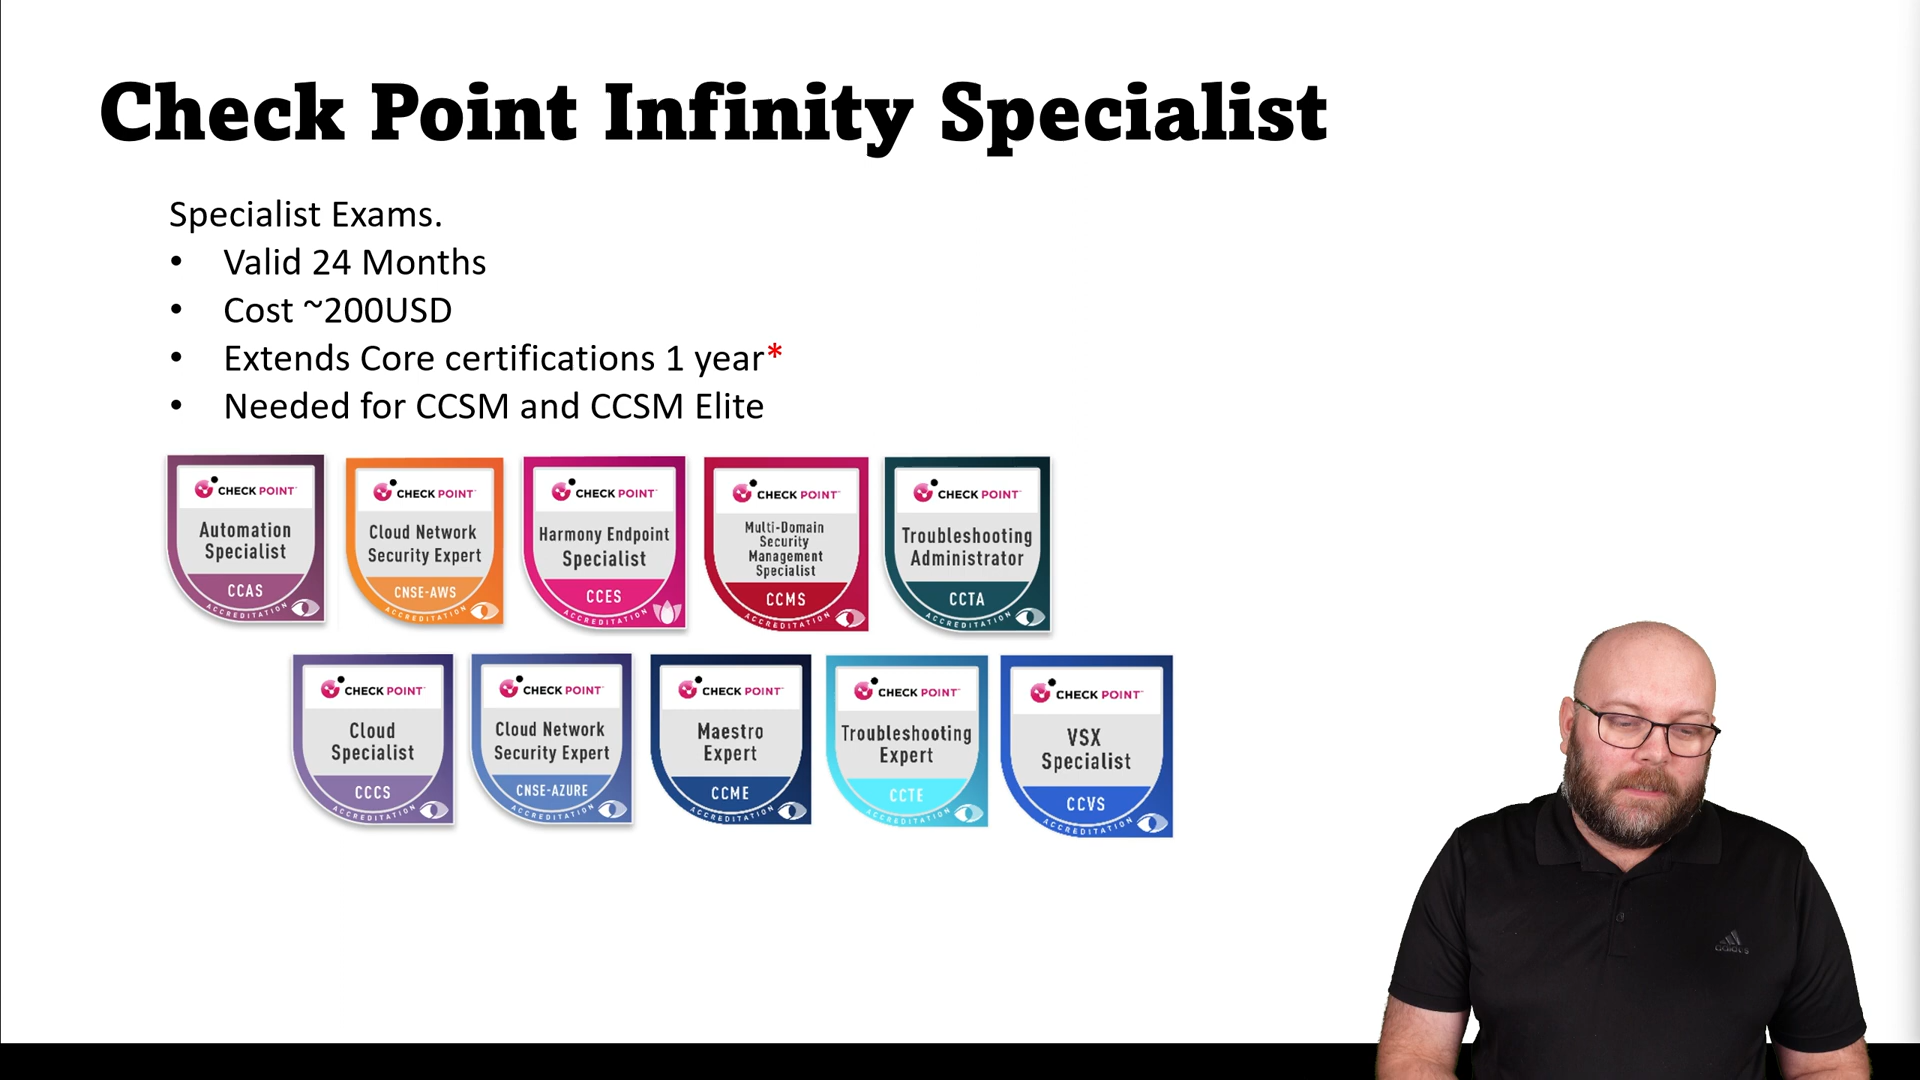 Check Point Infinity Specialist
Specialist Exams.
• Valid 24 Months
• Cost ~200USD
• Extends Core certifications 1 year*
• Needed for CCSM and CCSM Elite
CHECK POINT
Automation
Specialist
CCAS
ACCREDITATION
CHECK POINT
Cloud Network
Security Expert
CNSE-AWS
ACCREDITATION
CHECK POINT
Harmony Endpoint
Specialist
CCES
ACCREDITATION
CHECK POINT
Multi-Domain
Security
Management
Specialist
CCMS
ACCREDITATION
CHECK POINT
Troubleshooting
Administrator
CCTA
ACCREDITATION
CHECK POINT
Cloud
Specialist
CCCS
ACCREDITATION
CHECK POINT
Cloud Network
Security Expert
CNSE-AZURE
ACCREDITATION
CHECK POINT
Maestro
Expert
CCME
ACCREDITATION
CHECK POINT
Troubleshooting
Expert
CCTE
ACCREDITATION
CHECK POINT
VSX
Specialist
CCVS
ACCREDITATION
adidas